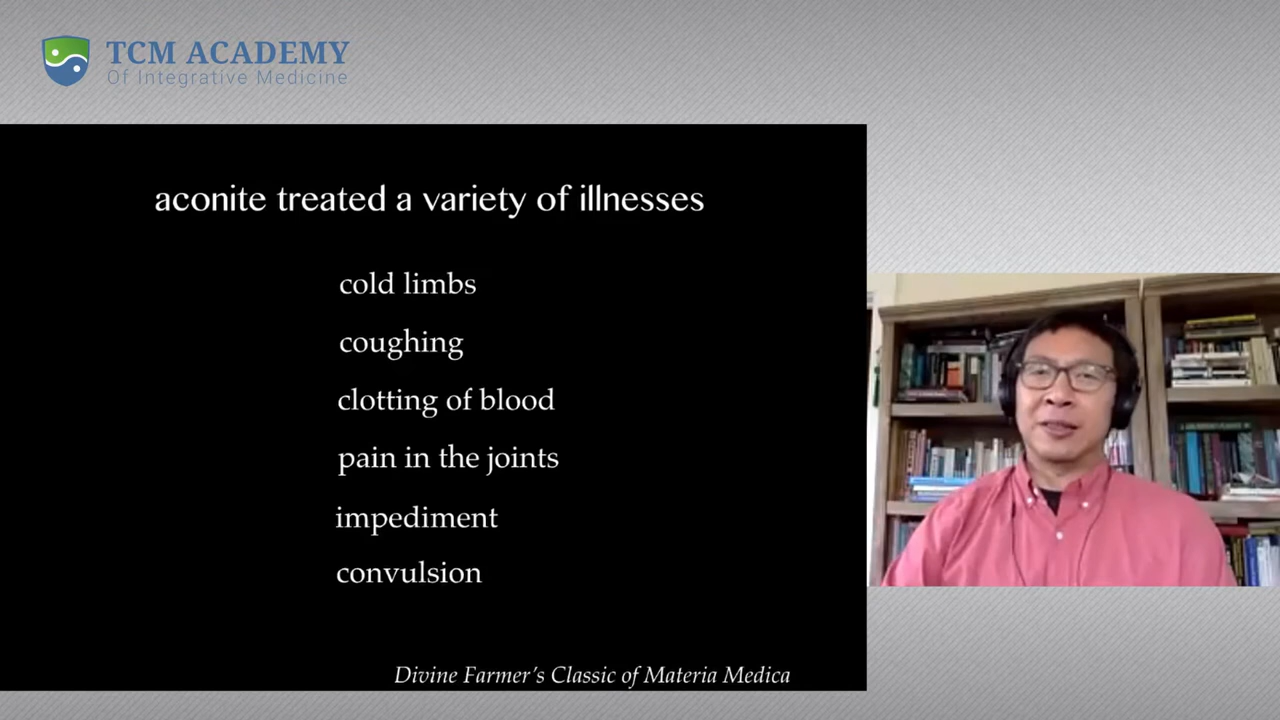 TCM ACADEMY
Of Integrative Medicine
aconite treated a variety of illnesses
cold limbs
coughing
clotting of blood
pain in the joints
impediment
convulsion
Divine Farmer's Classic of Materia Medica